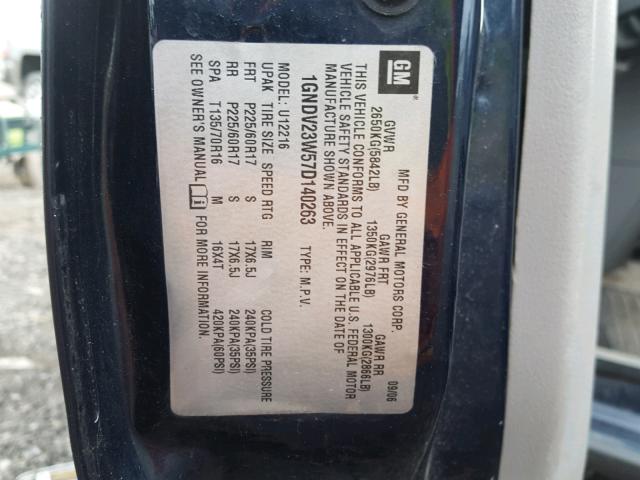 GM
MFD BY GENERAL MOTORS CORP. 09/06
GVWR GAWR FRT GAWR RR
2650KG(5842LB) 1350KG(2976LB) 1300KG(2866LB)
THIS VEHICLE CONFORMS TO ALL APPLICABLE U.S. FEDERAL MOTOR
VEHICLE SAFETY STANDARDS IN EFFECT ON THE DATE OF
MANUFACTURE SHOWN ABOVE.
1GNDV23W57D140263 TYPE: M.P.V.
MODEL: U12216
UPAK TIRE SIZE SPEED RTG RIM COLD TIRE PRESSURE
FRT P225/60R17 S 17X6.5J 240KPA(35PSI)
RR P225/60R17 S 17X6.5J 240KPA(35PSI)
SPA T135/70R16 M 16X4T 420KPA(60PSI)
SEE OWNER'S MANUAL i FOR MORE INFORMATION.